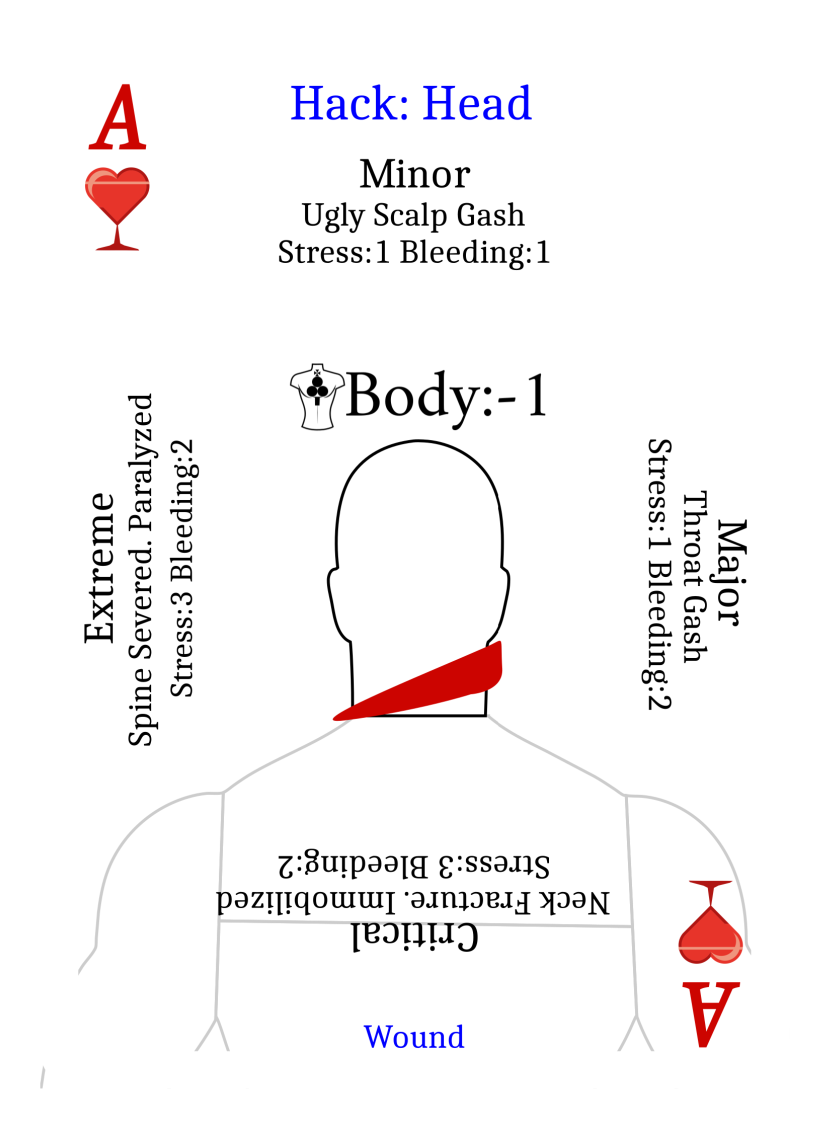 A
Hack: Head
Minor
Ugly Scalp Gash
Stress:1 Bleeding:1
Body:-1
Extreme
Spine Severed. Paralyzed
Stress:3 Bleeding:2
Major
Throat Gash
Stress:1 Bleeding:2
Critical
Neck Fracture. Immobilized
Stress:3 Bleeding:2
Wound
A